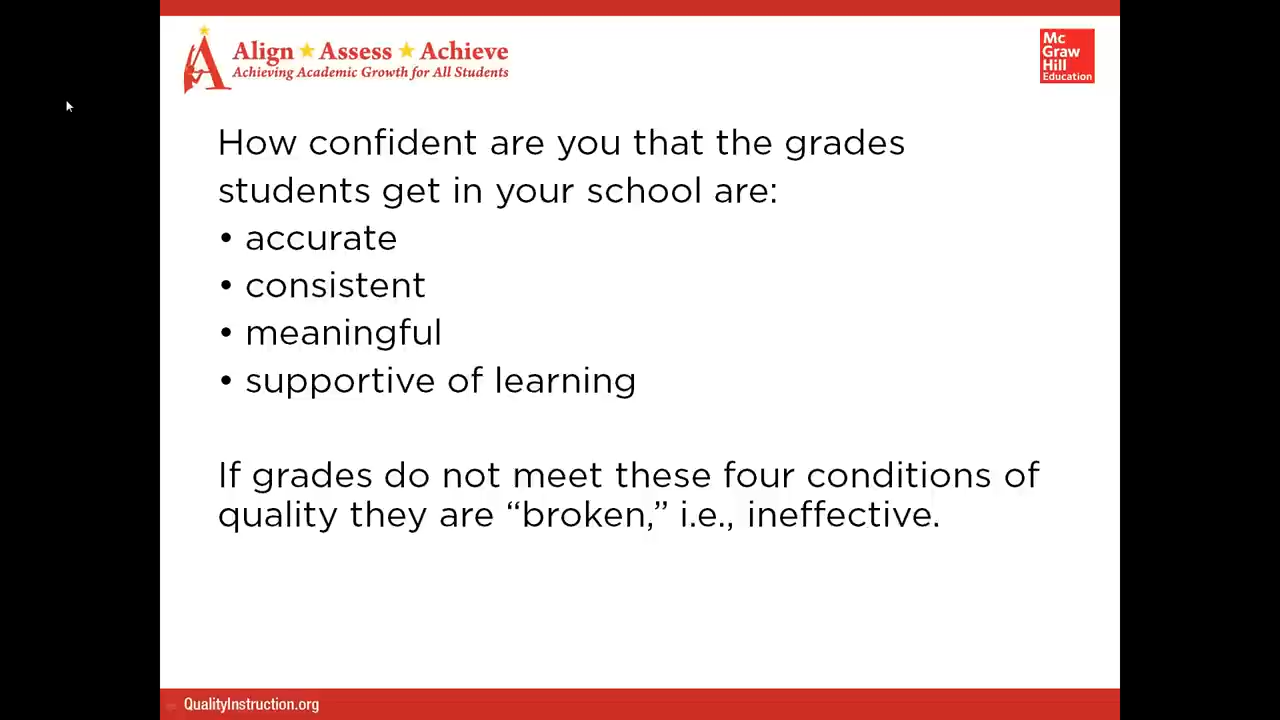 Align ★ Assess ★ Achieve
Achieving Academic Growth for All Students
Mc
Graw
Hill
Education
How confident are you that the grades
students get in your school are:
• accurate
• consistent
• meaningful
• supportive of learning
If grades do not meet these four conditions of
quality they are “broken,” i.e., ineffective.
QualityInstruction.org